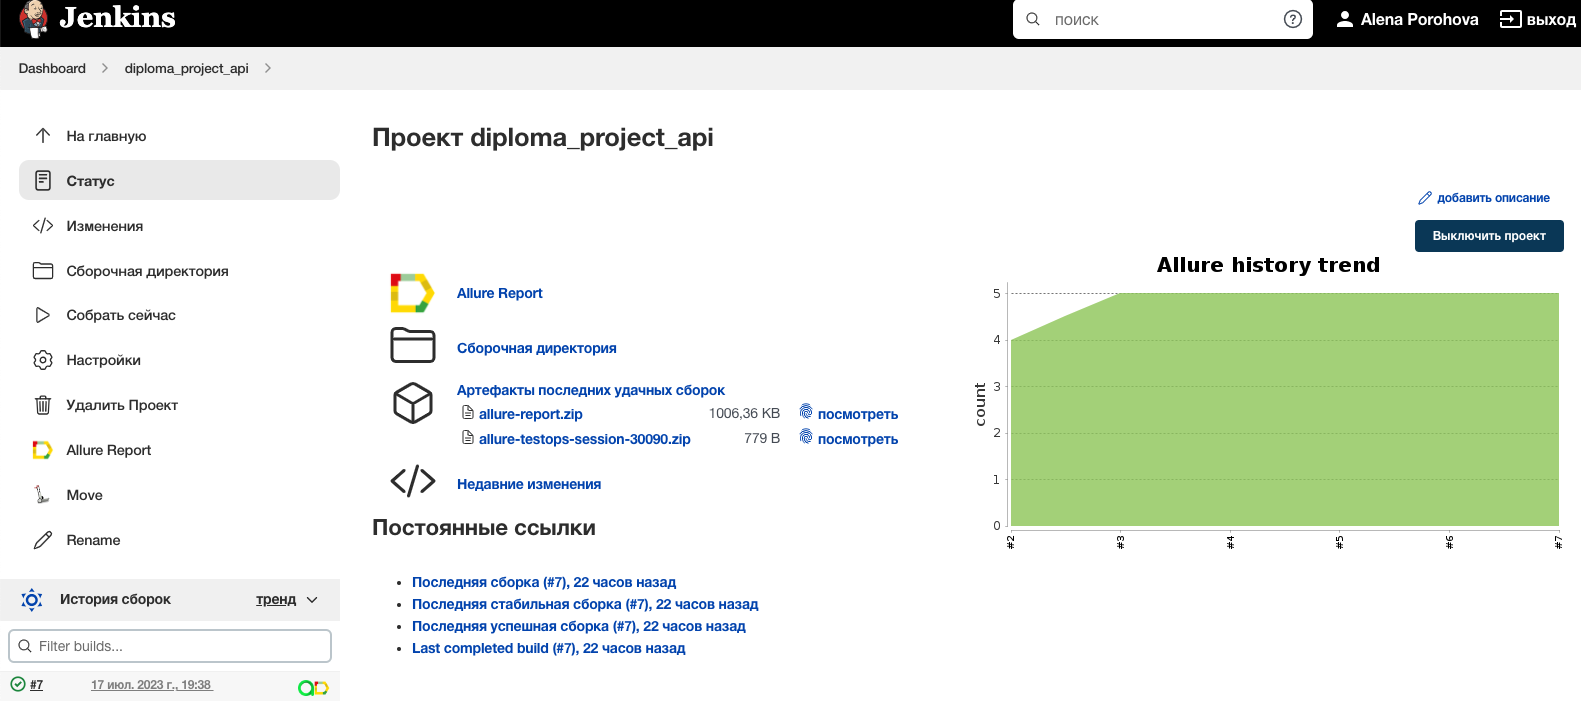 Jenkins
поиск
Alena Porohova
выход
Dashboard
diploma_project_api
На главную
Статус
Изменения
Сборочная директория
Собрать сейчас
Настройки
Удалить Проект
Allure Report
Move
Rename
История сборок
тренд
Filter builds...
#7
17 июл. 2023 г., 19:38
Проект diploma_project_api
добавить описание
Выключить проект
Allure Report
Сборочная директория
Артефакты последних удачных сборок
allure-report.zip 1006,36 KB посмотреть
allure-testops-session-30090.zip 779 B посмотреть
Недавние изменения
Постоянные ссылки
Последняя сборка (#7), 22 часов назад
Последняя стабильная сборка (#7), 22 часов назад
Последняя успешная сборка (#7), 22 часов назад
Last completed build (#7), 22 часов назад
Allure history trend
count
5
4
3
2
1
0
#2 #3 #4 #5 #6 #7